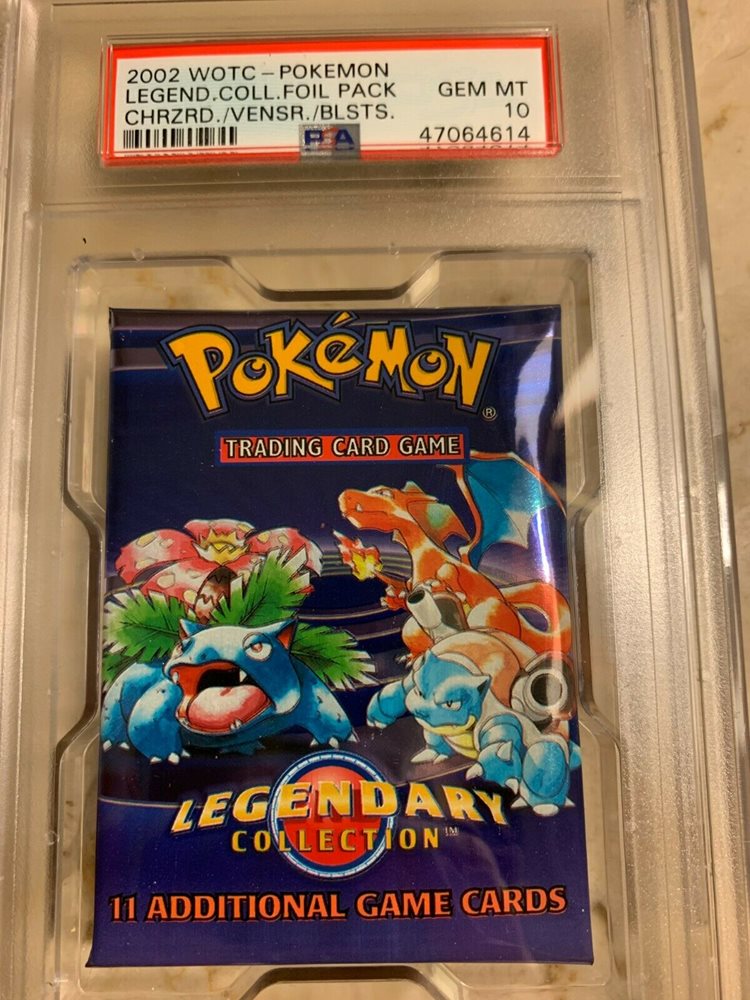 2002 WOTC - POKEMON
LEGEND.COLL.FOIL PACK GEM MT
CHRZRD./VENSR./BLSTS. 10
PSA 47064614
POKéMON®
TRADING CARD GAME
LEGENDARY
COLLECTION™
11 ADDITIONAL GAME CARDS